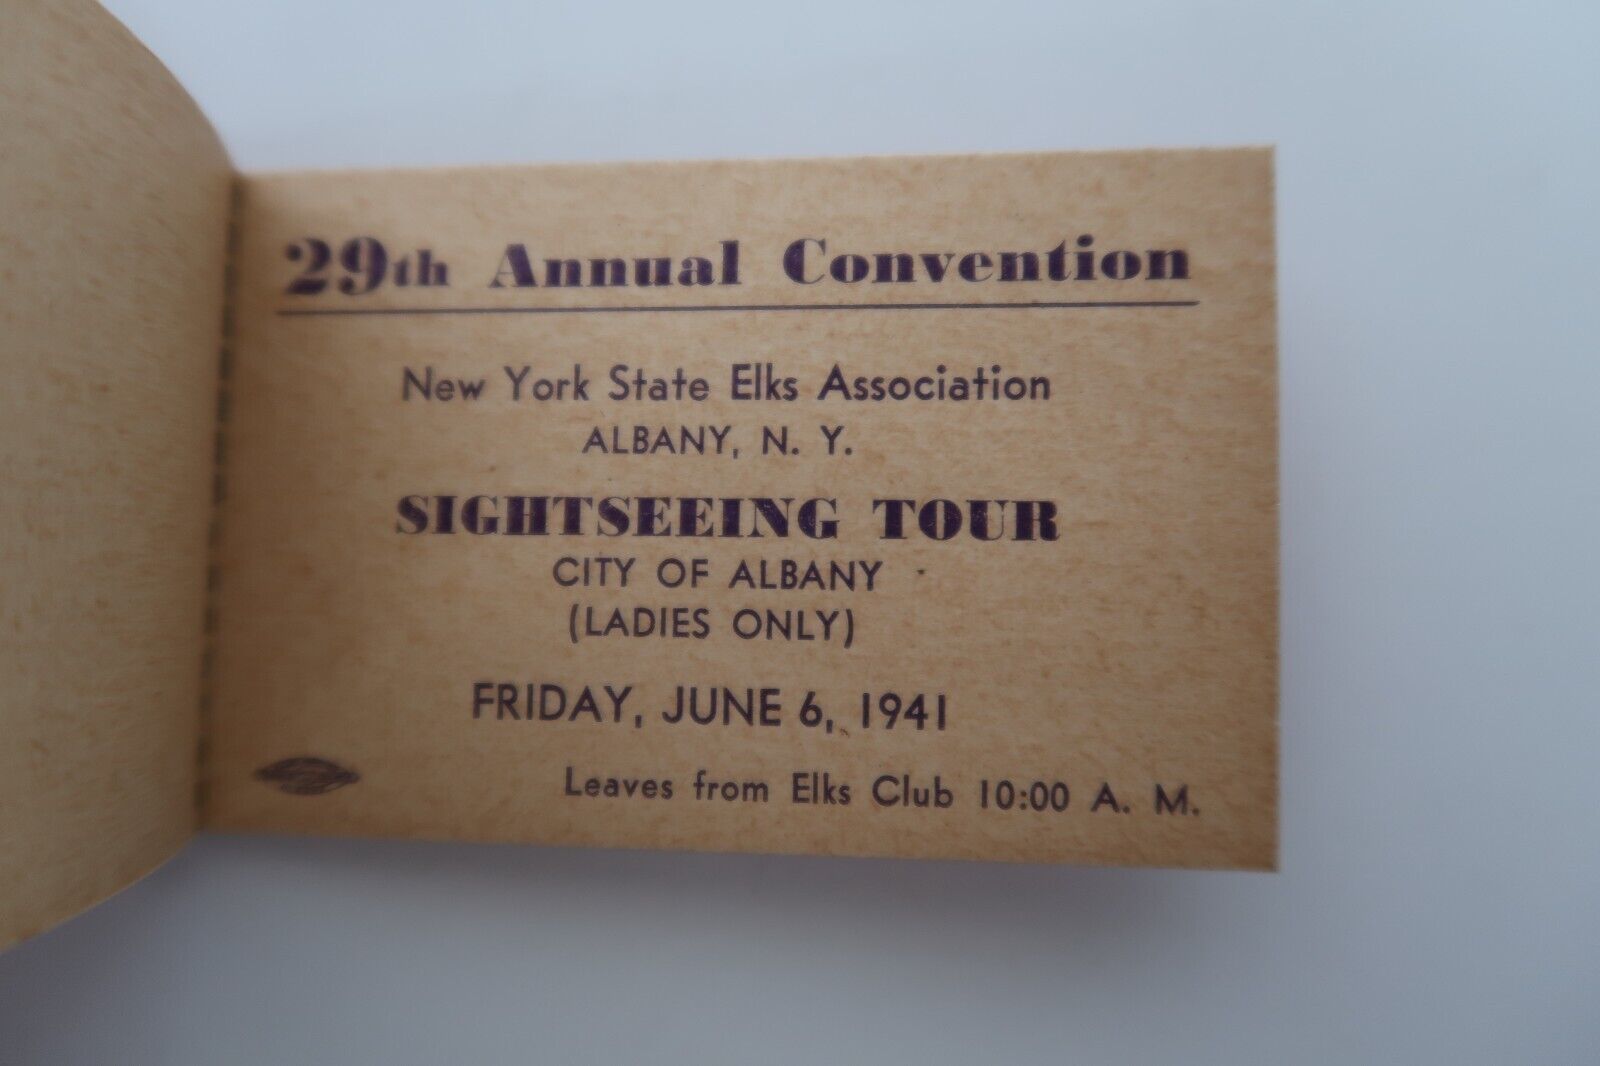 29th Annual Convention
New York State Elks Association
ALBANY, N. Y.
SIGHTSEEING TOUR
CITY OF ALBANY
(LADIES ONLY)
FRIDAY, JUNE 6, 1941
Leaves from Elks Club 10:00 A. M.